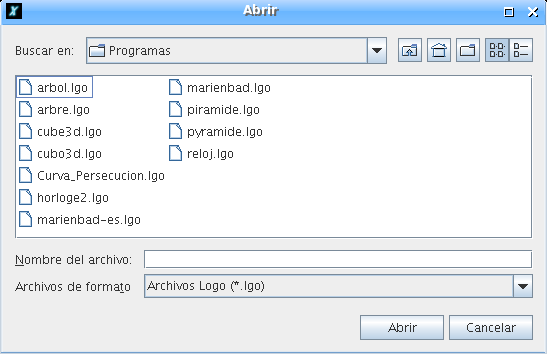 Abrir
Buscar en: Programas
arbol.lgo
arbre.lgo
cube3d.lgo
cubo3d.lgo
Curva_Persecucion.lgo
horloge2.lgo
marienbad-es.lgo
marienbad.lgo
piramide.lgo
pyramide.lgo
reloj.lgo
Nombre del archivo:
Archivos de formato Archivos Logo (*.lgo)
Abrir Cancelar